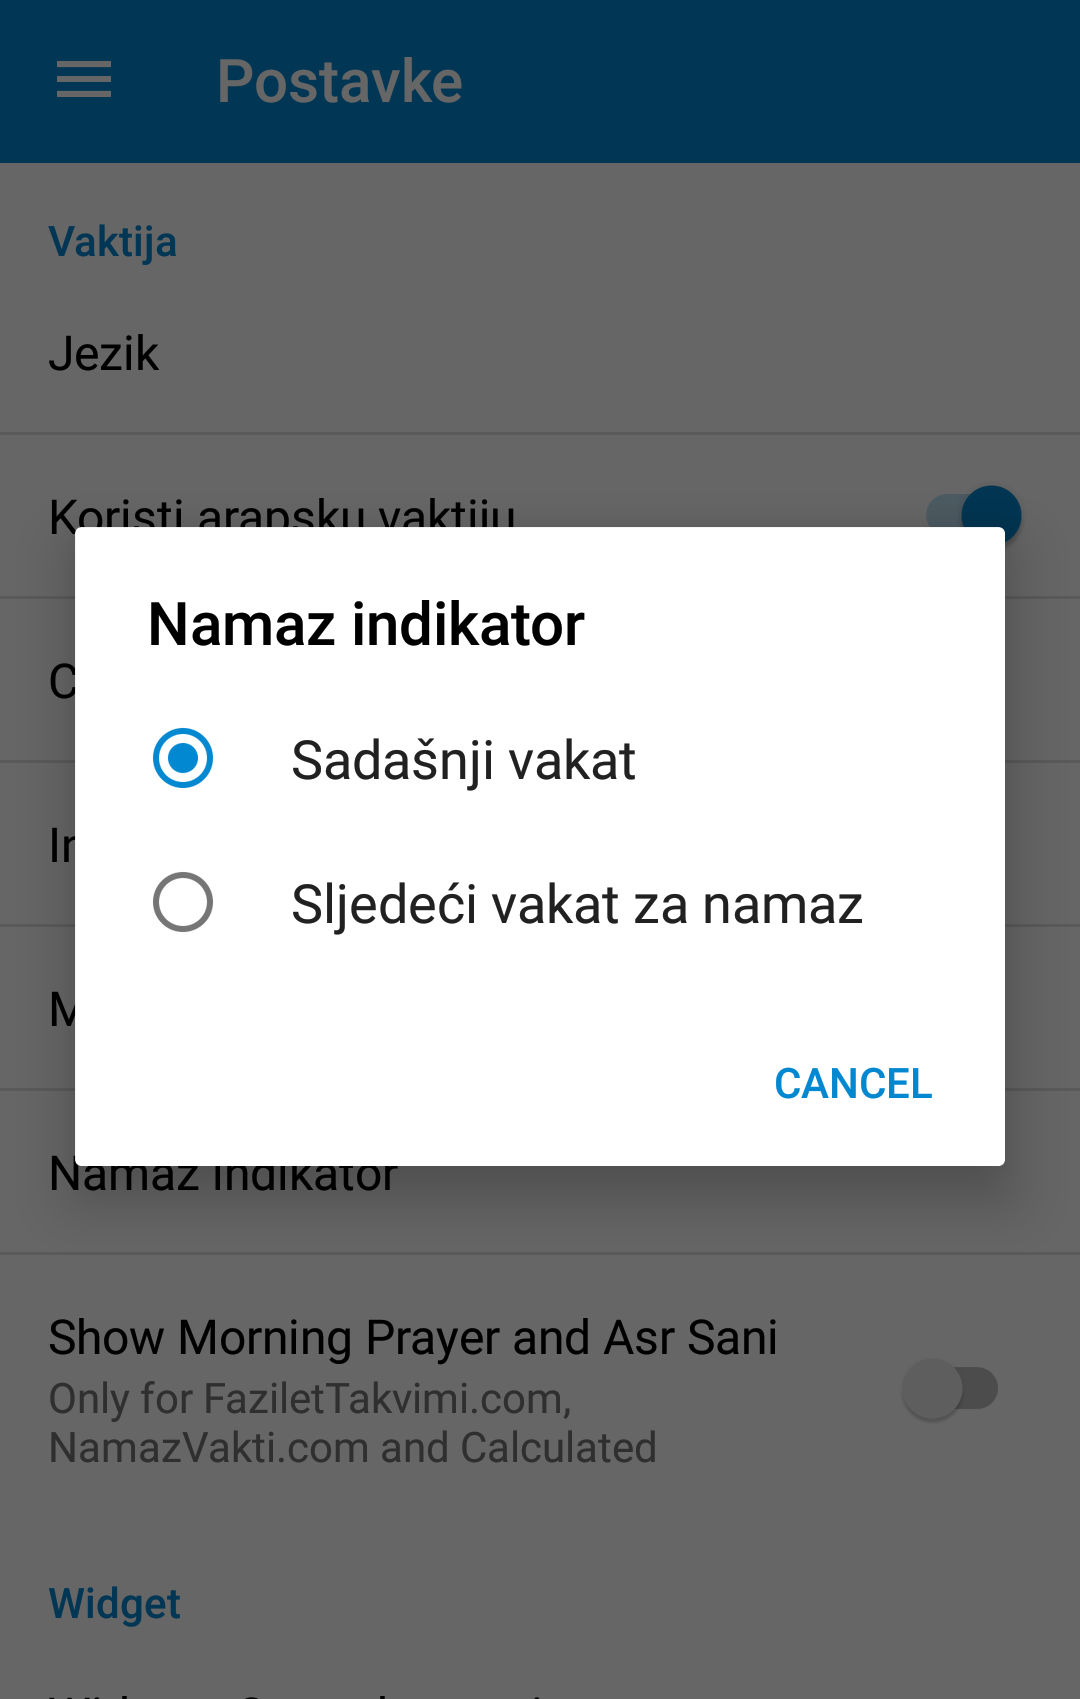 Postavke
Vaktija
Jezik
Koristi arapsku vaktiju
Namaz indikator
Sadašnji vakat
Sljedeći vakat za namaz
CANCEL
Namaz indikator
Show Morning Prayer and Asr Sani
Only for FaziletTakvimi.com,
NamazVakti.com and Calculated
Widget